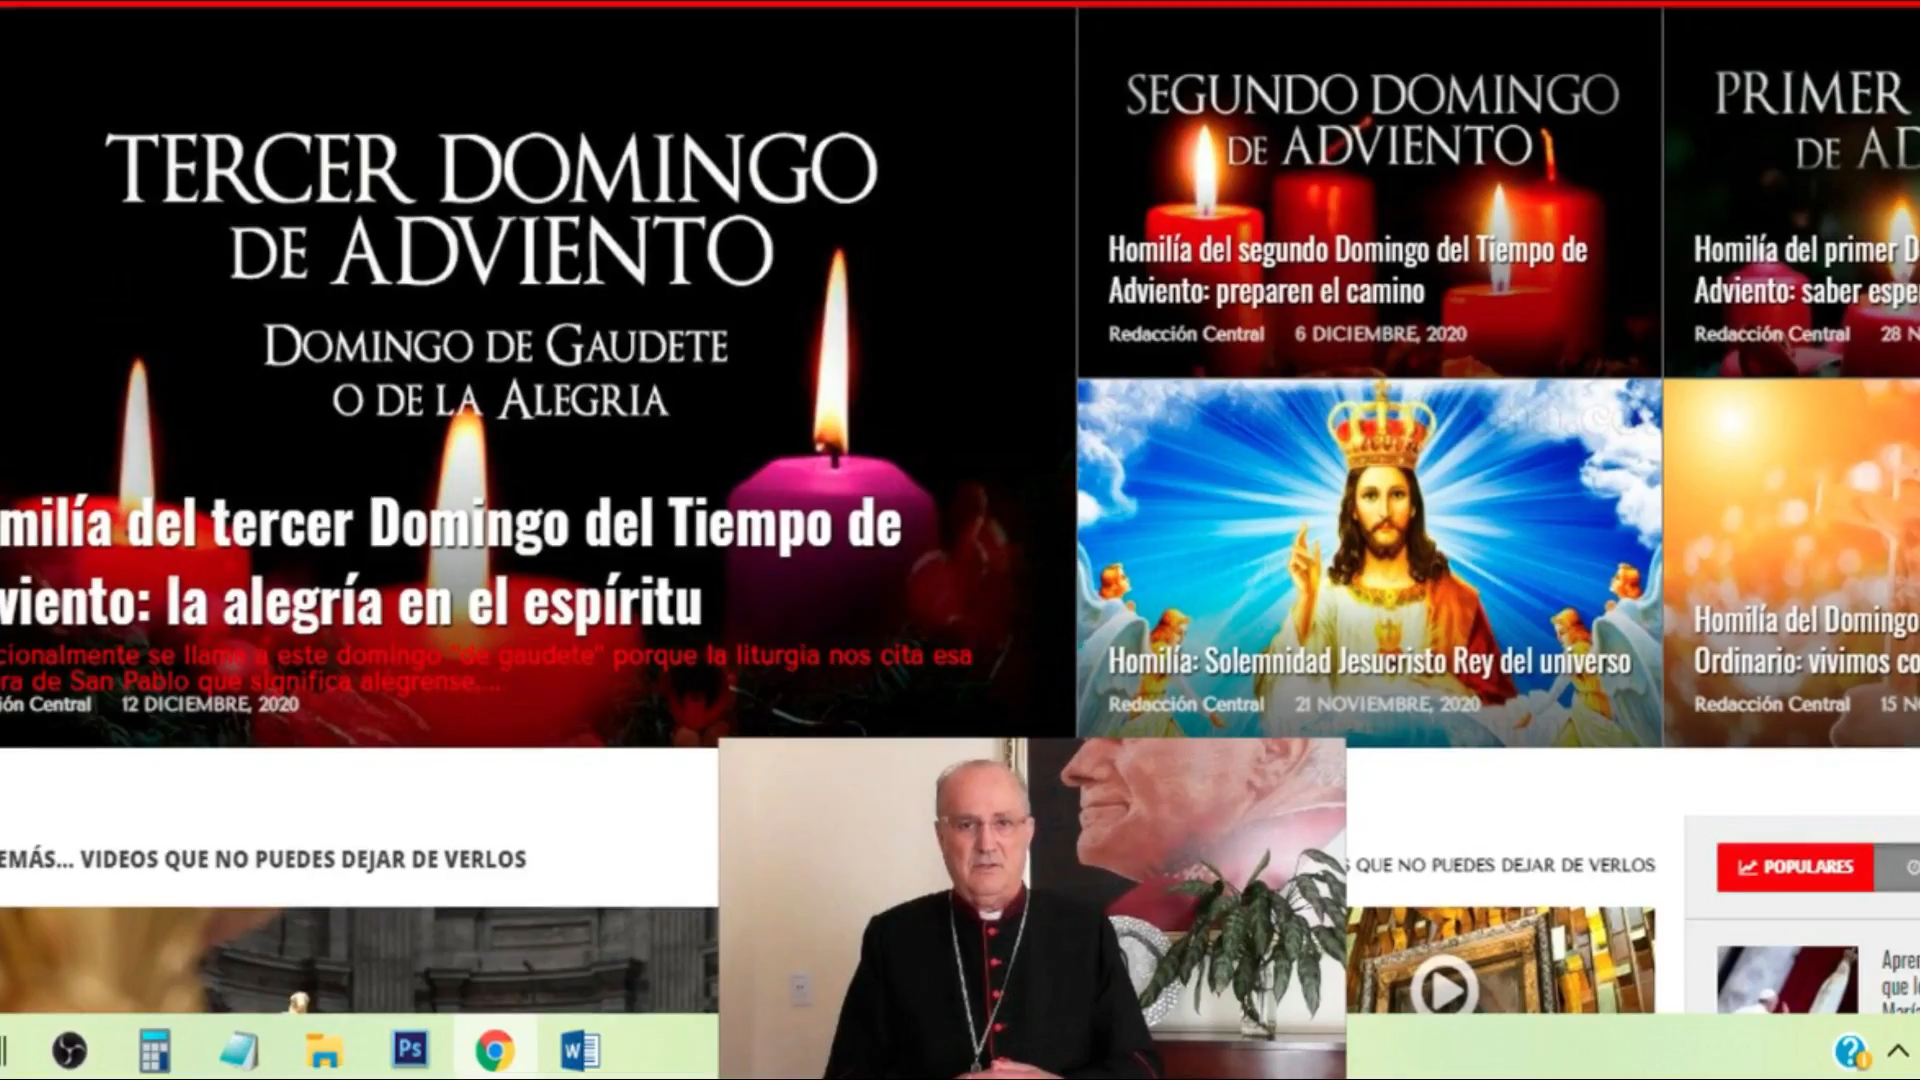 TERCER DOMINGO
DE ADVIENTO
DOMINGO DE GAUDETE
O DE LA ALEGRIA
milía del tercer Domingo del Tiempo de
viento: la alegría en el espíritu
cionalmente se llama a este domingo "de gaudete" porque la liturgia nos cita esa
ra de San Pablo que significa alégrense,...
ión Central 12 DICIEMBRE, 2020
SEGUNDO DOMINGO
DE ADVIENTO
Homilía del segundo Domingo del Tiempo de
Adviento: preparen el camino
Redacción Central 6 DICIEMBRE, 2020
PRIMER
DE AD
Homilía del primer D
Adviento: saber espe
Redacción Central 28 N
Homilía: Solemnidad Jesucristo Rey del universo
Redacción Central 21 NOVIEMBRE, 2020
Homilía del Domingo
Ordinario: vivimos co
Redacción Central 15 N
EMÁS... VIDEOS QUE NO PUEDES DEJAR DE VERLOS
QUE NO PUEDES DEJAR DE VERLOS
POPULARES
Apren
que l
María
Ps
W